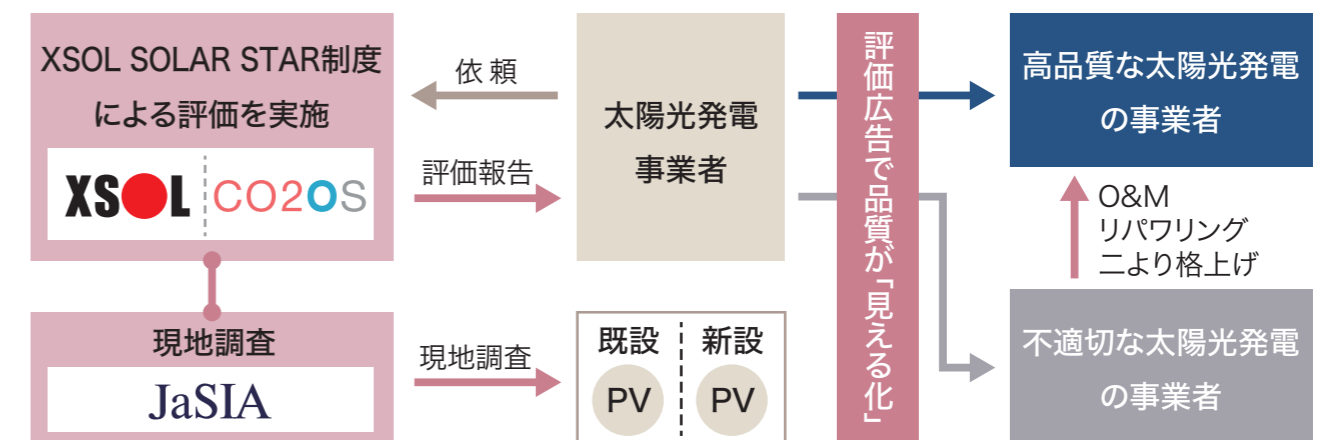 XSOL SOLAR STAR制度
による評価を実施
XSOL
CO2OS
依頼
評価報告
太陽光発電
事業者
評価広告で品質が「見える化」
高品質な太陽光発電
の事業者
O&M
リパワリング
二より格上げ
不適切な太陽光発電
の事業者
現地調査
JaSIA
現地調査
既設
新設
PV
PV